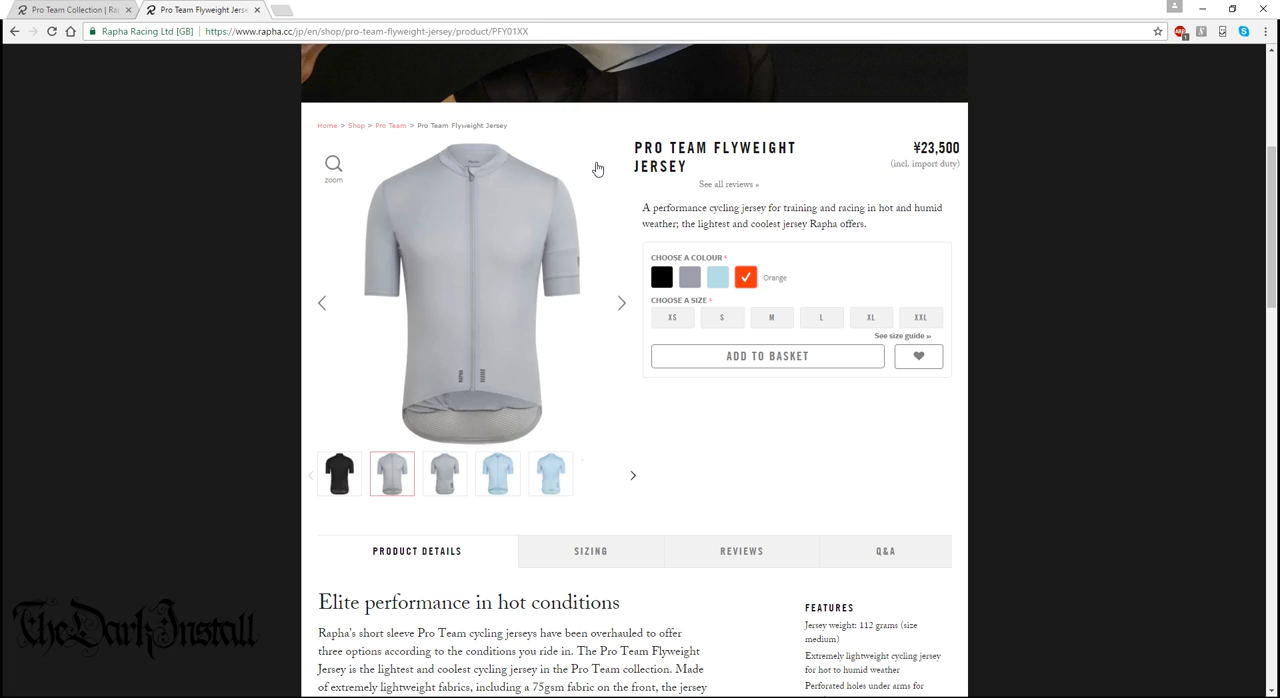 Pro Team Collection | Ra
Pro Team Flyweight Jerse
Rapha Racing Ltd [GB]
https://www.rapha.cc/jp/en/shop/pro-team-flyweight-jersey/product/PFY01XX
Home > Shop > Pro Team > Pro Team Flyweight Jersey
zoom
PRO TEAM FLYWEIGHT
JERSEY
¥23,500
(incl. import duty)
See all reviews »
A performance cycling jersey for training and racing in hot and humid
weather; the lightest and coolest jersey Rapha offers.
CHOOSE A COLOUR *
Orange
CHOOSE A SIZE *
XS S M L XL XXL
See size guide »
ADD TO BASKET
PRODUCT DETAILS
SIZING
REVIEWS
Q&A
Elite performance in hot conditions
Rapha's short sleeve Pro Team cycling jerseys have been overhauled to offer
three options according to the conditions you ride in. The Pro Team Flyweight
Jersey is the lightest and coolest cycling jersey in the Pro Team collection. Made
of extremely lightweight fabrics, including a 75gsm fabric on the front, the jersey
FEATURES
Jersey weight: 112 grams (size
medium)
Extremely lightweight cycling jersey
for hot to humid weather
Perforated holes under arms for
TheDarkInstall